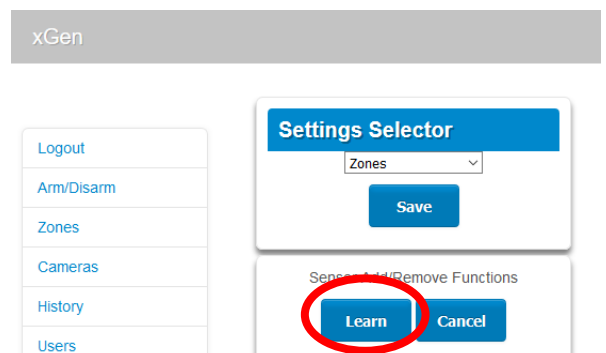 xGen
Logout
Arm/Disarm
Zones
Cameras
History
Users
Settings Selector
Zones
Save
Sensor Add/Remove Functions
Learn
Cancel